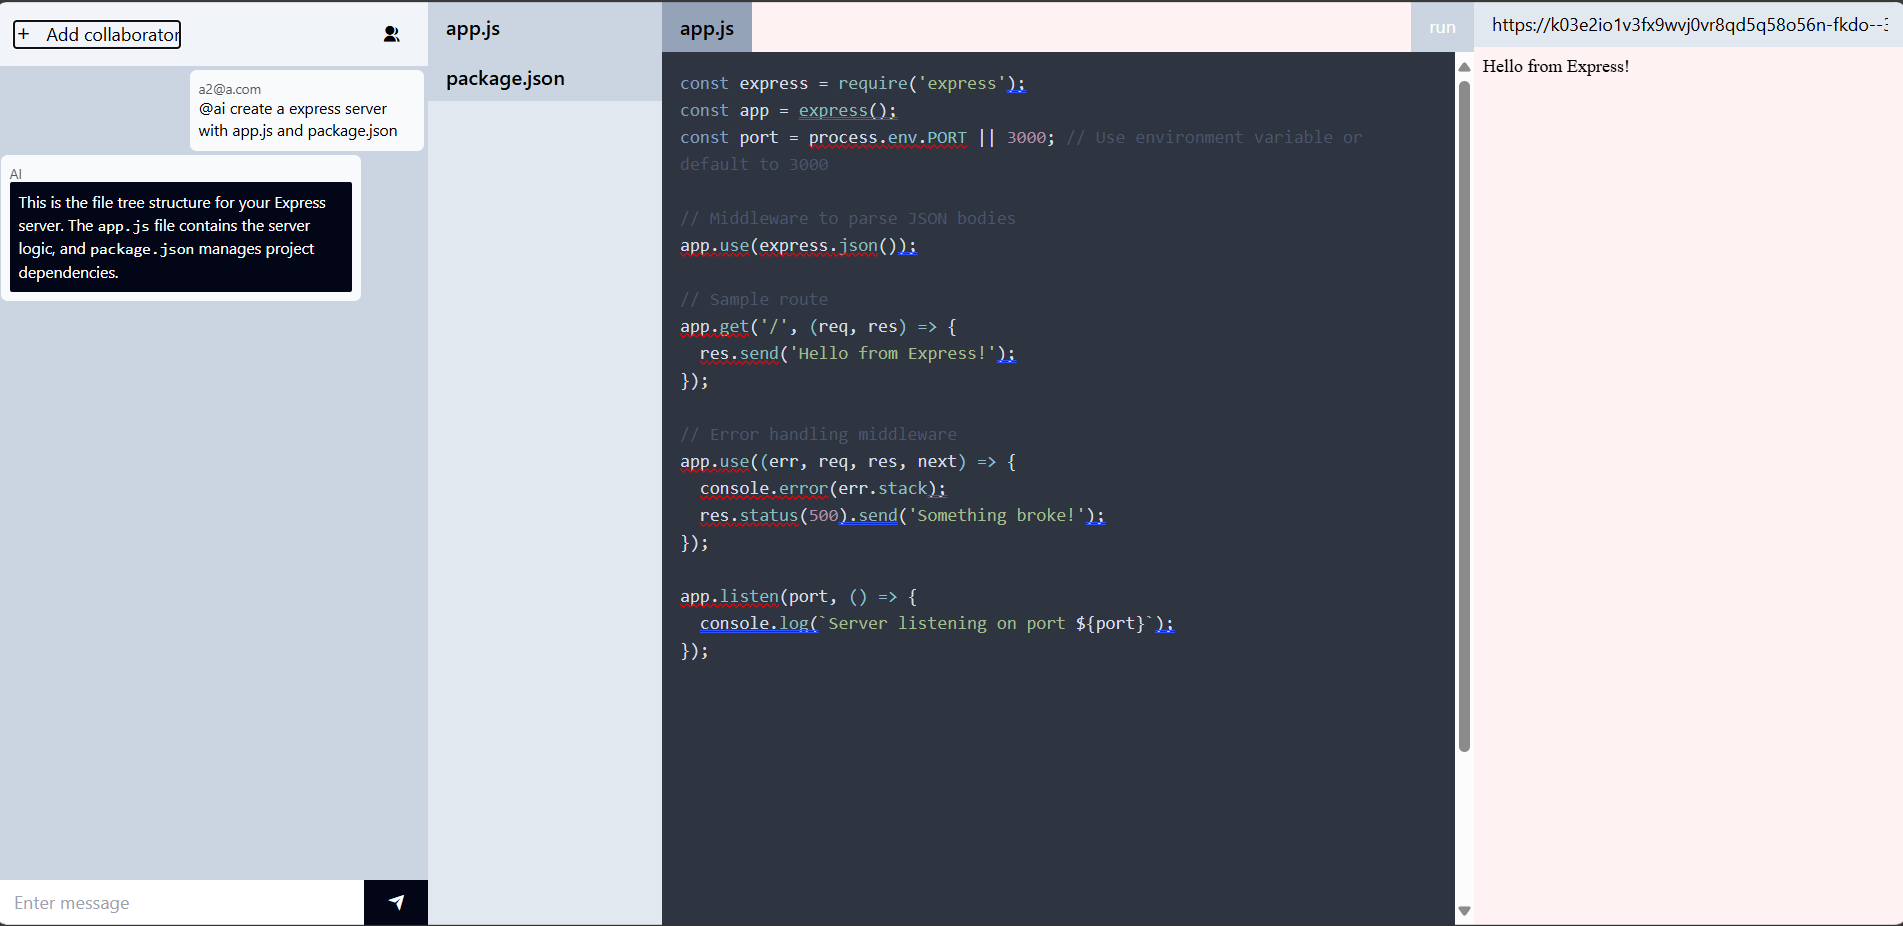 + Add collaborator
a2@a.com
@ai create a express server
with app.js and package.json
AI
This is the file tree structure for your Express
server. The app.js file contains the server
logic, and package.json manages project
dependencies.
Enter message
app.js
package.json
app.js
run
const express = require('express');
const app = express();
const port = process.env.PORT || 3000; // Use environment variable or
default to 3000
// Middleware to parse JSON bodies
app.use(express.json());
// Sample route
app.get('/', (req, res) => {
  res.send('Hello from Express!');
});
// Error handling middleware
app.use((err, req, res, next) => {
  console.error(err.stack);
  res.status(500).send('Something broke!');
});
app.listen(port, () => {
  console.log(`Server listening on port ${port}`);
});
https://k03e2io1v3fx9wvj0vr8qd5q58o56n-fkdo--
Hello from Express!